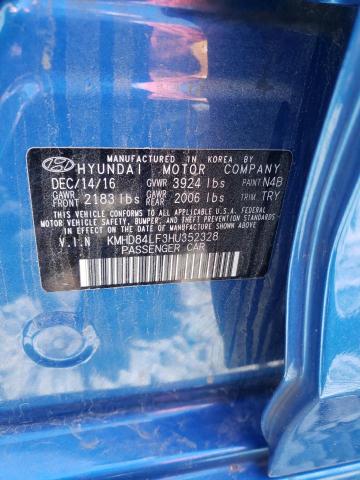 MANUFACTURED IN KOREA BY
HYUNDAI MOTOR COMPANY
DEC/14/16 GVWR 3924 lbs PAINT N4B
GAWR FRONT 2183 lbs GAWR REAR 2006 lbs TRIM TRY
THIS VEHICLE CONFORMS TO ALL APPLICABLE U.S.A. FEDERAL
MOTOR VEHICLE SAFETY, BUMPER, AND THEFT PREVENTION
STANDARDS IN EFFECT ON THE DATE OF
MANUFACTURE SHOWN ABOVE.
V.I.N KMHD84LF3HU352328
PASSENGER CAR